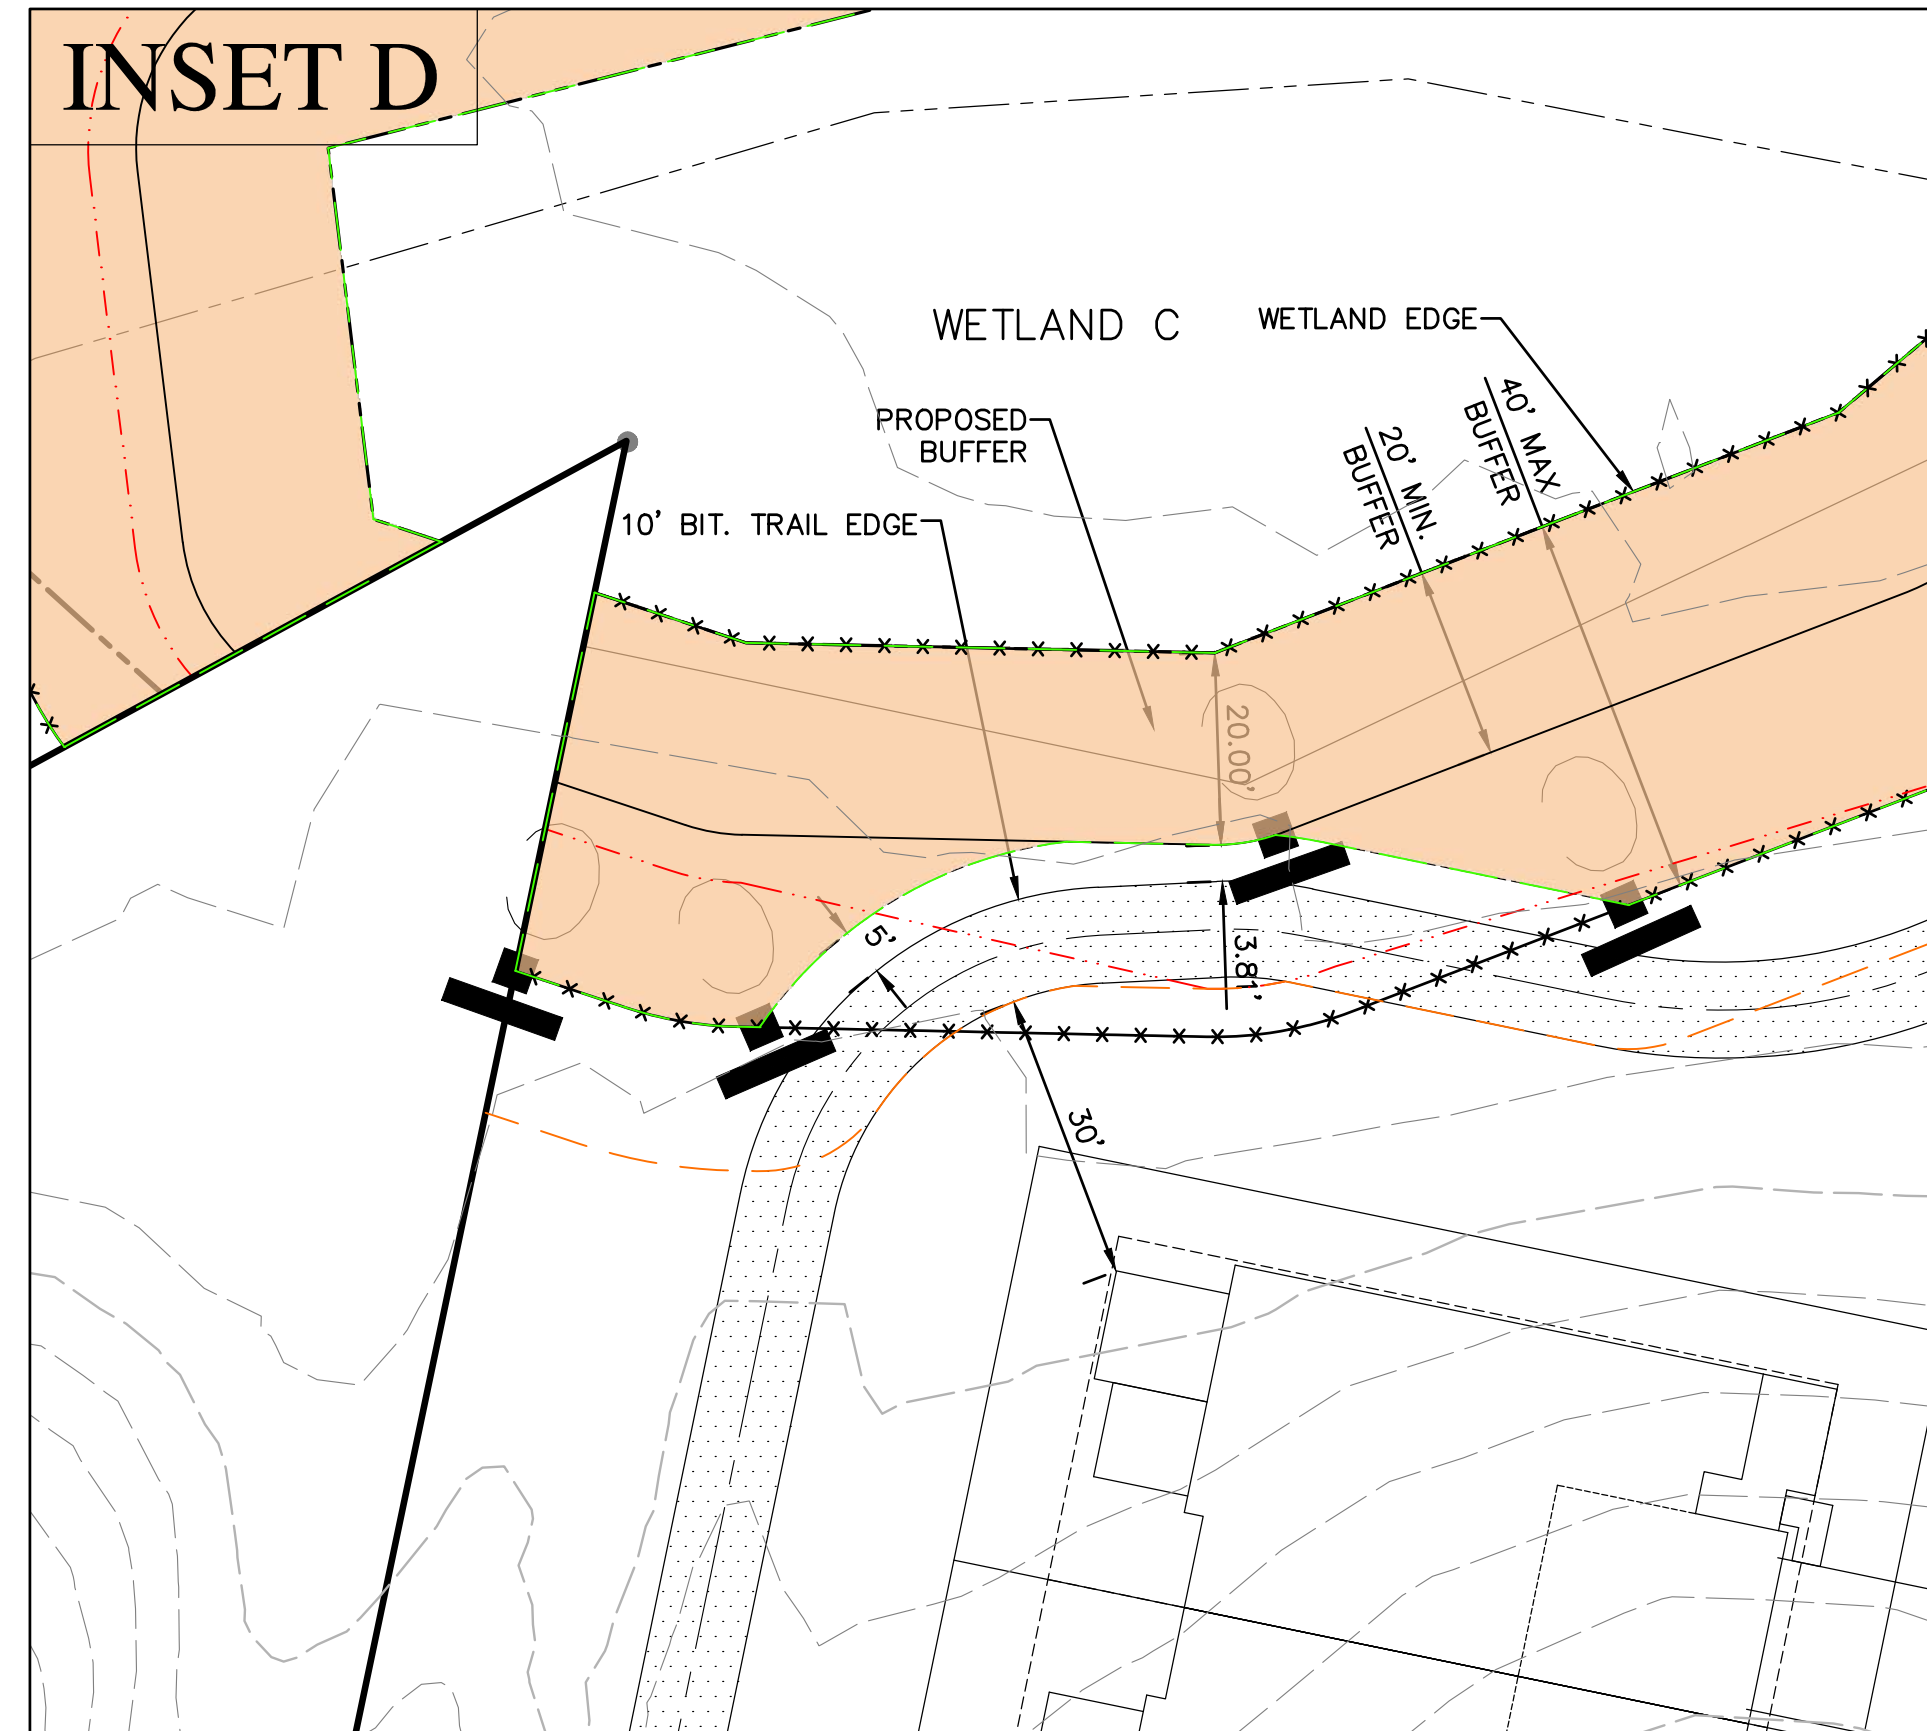 INSET D
WETLAND C
WETLAND EDGE
40' MAX
BUFFER
20' MIN.
BUFFER
PROPOSED
BUFFER
10' BIT. TRAIL EDGE
20.00'
5'
3.81'
30'